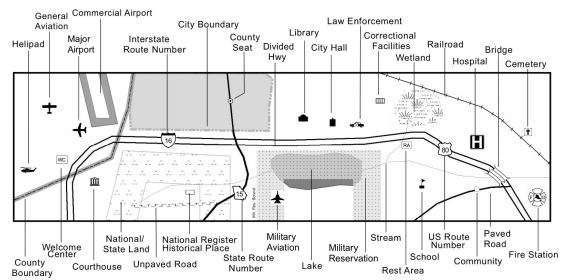 General
Aviation
Commercial Airport
City Boundary
County
Seat
Library
Law Enforcement
Helipad
Major
Airport
Interstate
Route Number
Divided
Hwy
City Hall
Correctional
Facilities
Wetland
Railroad
Hospital
Bridge
Cemetery
16
WC
RA
80
H
15
County
Boundary
Welcome
Center
Courthouse
National/
State Land
Unpaved Road
National Register
Historical Place
State Route
Number
Military
Aviation
Lake
Military
Reservation
Stream
Rest Area
School
US Route
Number
Community
Paved
Road
Fire Station